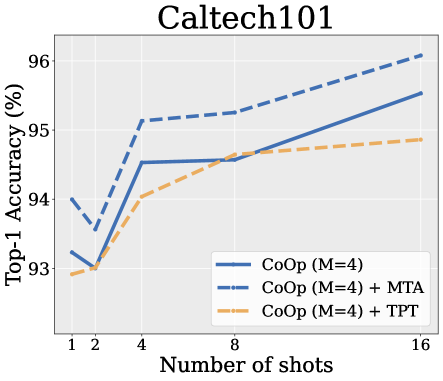 Caltech101
Top-1 Accuracy (%)
96
95
94
93
CoOp (M=4)
CoOp (M=4) + MTA
CoOp (M=4) + TPT
1 2 4 8 16
Number of shots